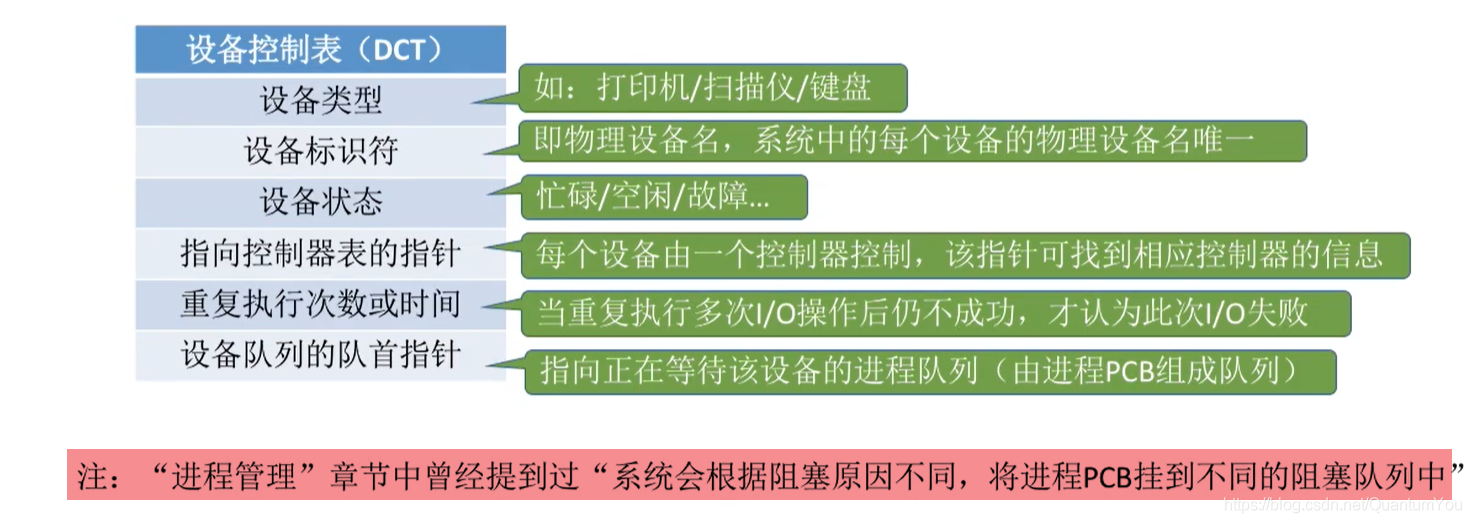 设备控制表（DCT）
设备类型
如：打印机/扫描仪/键盘
设备标识符
即物理设备名，系统中的每个设备的物理设备名唯一
设备状态
忙碌/空闲/故障...
指向控制器表的指针
每个设备由一个控制器控制，该指针可找到相应控制器的信息
重复执行次数或时间
当重复执行多次I/O操作后仍不成功，才认为此次I/O失败
设备队列的队首指针
指向正在等待该设备的进程队列（由进程PCB组成队列）
注：“进程管理”章节中曾经提到过“系统会根据阻塞原因不同，将进程PCB挂到不同的阻塞队列中”
https://blog.csdn.net/QuantumYou